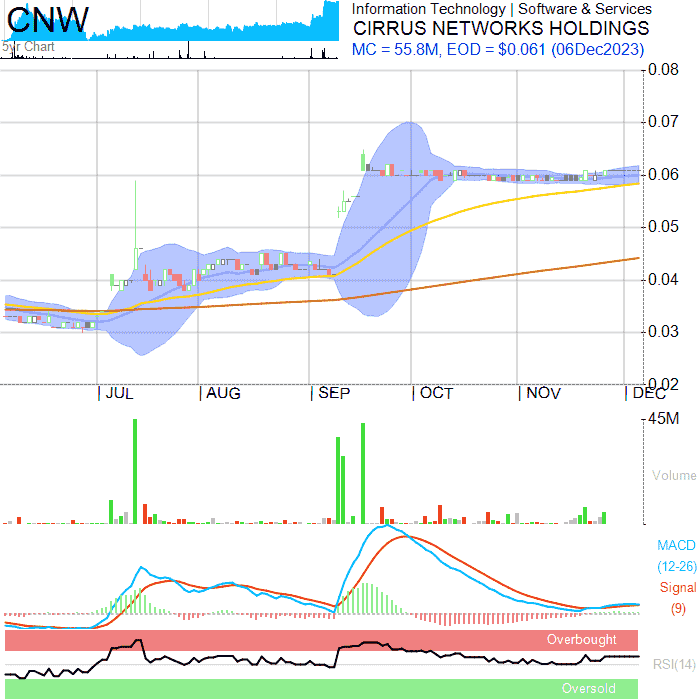 CNW
5yr Chart
Information Technology | Software & Services
CIRRUS NETWORKS HOLDINGS
MC = 55.8M, EOD = $0.061 (06Dec2023)
0.08
0.07
0.06
0.05
0.04
0.03
0.02
JUL AUG SEP OCT NOV DEC
45M
Volume
MACD
(12-26)
Signal
(9)
Overbought
RSI(14)
Oversold